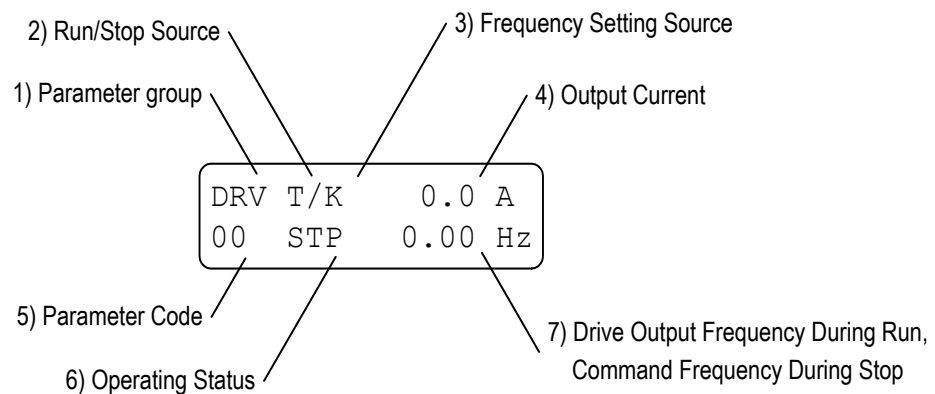 2) Run/Stop Source
3) Frequency Setting Source
1) Parameter group
4) Output Current
DRV T/K 0.0 A
00 STP 0.00 Hz
5) Parameter Code
7) Drive Output Frequency During Run,
Command Frequency During Stop
6) Operating Status